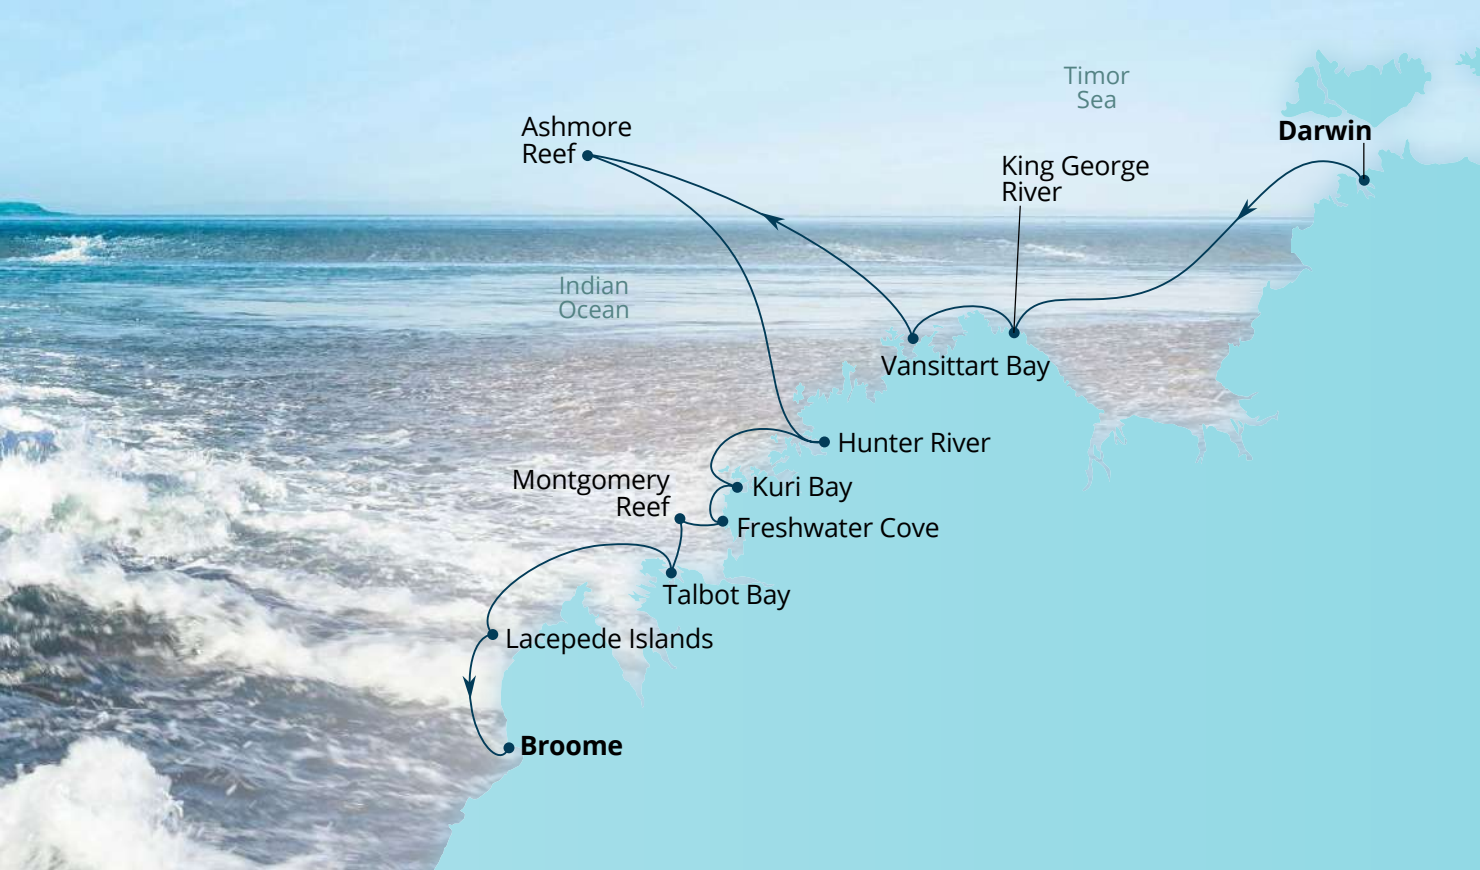 Timor
Sea
Ashmore
Reef
Darwin
King George
River
Indian
Ocean
Vansittart Bay
Hunter River
Montgomery
Reef
Kuri Bay
Freshwater Cove
Talbot Bay
Lacepede Islands
Broome